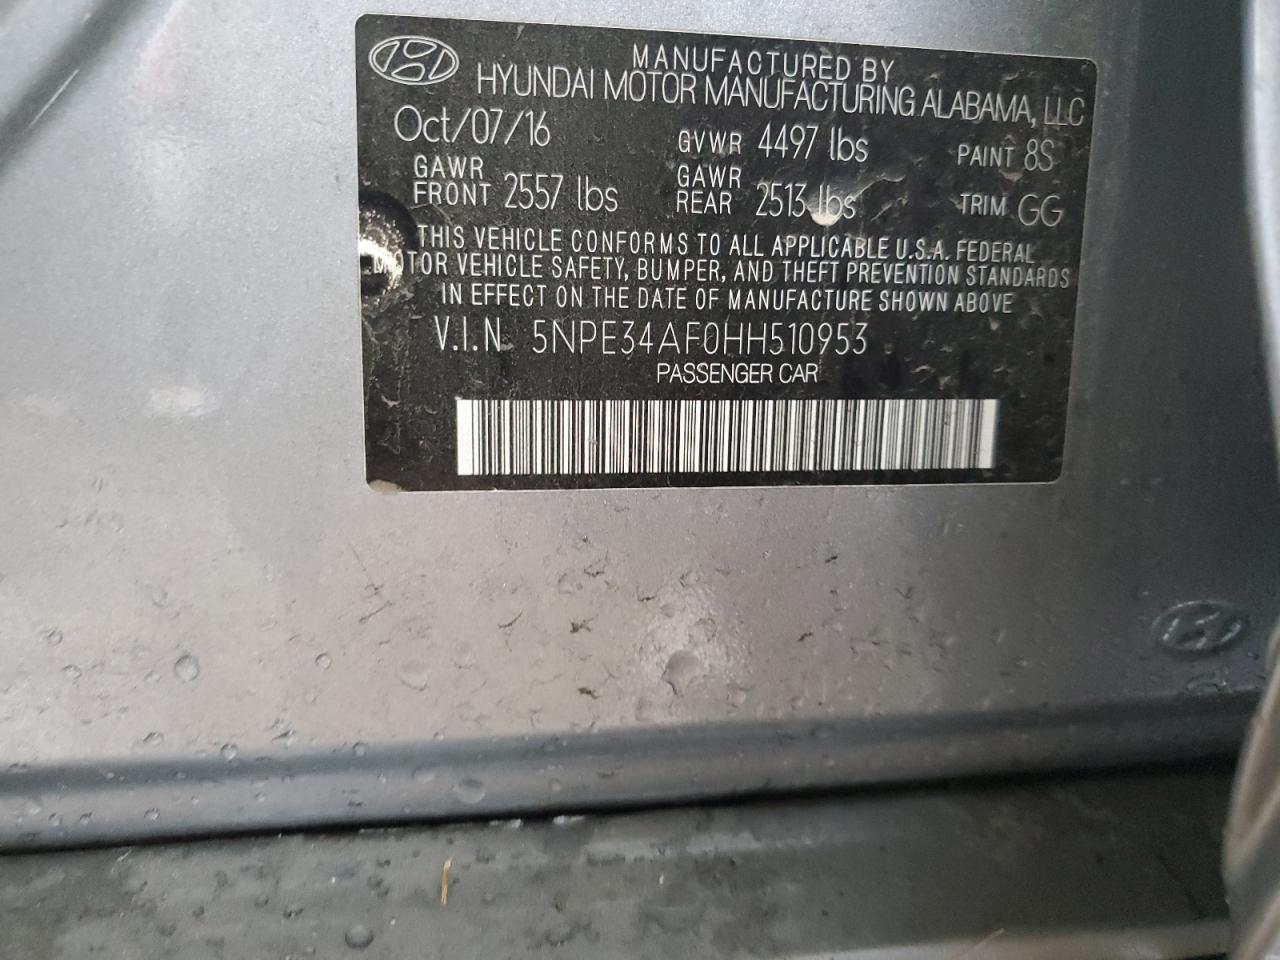 MANUFACTURED BY
HYUNDAI MOTOR MANUFACTURING ALABAMA, LLC
Oct/07/16 GVWR 4497 lbs PAINT 8S
GAWR FRONT 2557 lbs GAWR REAR 2513 lbs TRIM GG
THIS VEHICLE CONFORMS TO ALL APPLICABLE U.S.A. FEDERAL
MOTOR VEHICLE SAFETY, BUMPER, AND THEFT PREVENTION STANDARDS
IN EFFECT ON THE DATE OF MANUFACTURE SHOWN ABOVE
V.I.N 5NPE34AF0HH510953
PASSENGER CAR